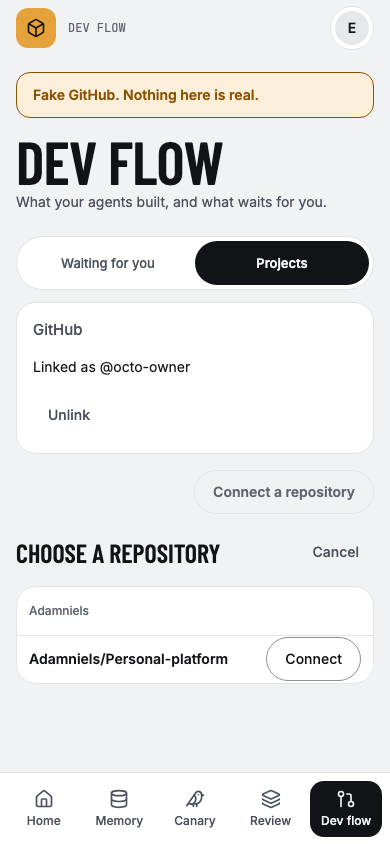 DEV FLOW
E
Fake GitHub. Nothing here is real.
DEV FLOW
What your agents built, and what waits for you.
Waiting for you
Projects
GitHub
Linked as @octo-owner
Unlink
Connect a repository
CHOOSE A REPOSITORY
Cancel
Adamniels
Adamniels/Personal-platform
Connect
Home
Memory
Canary
Review
Dev flow